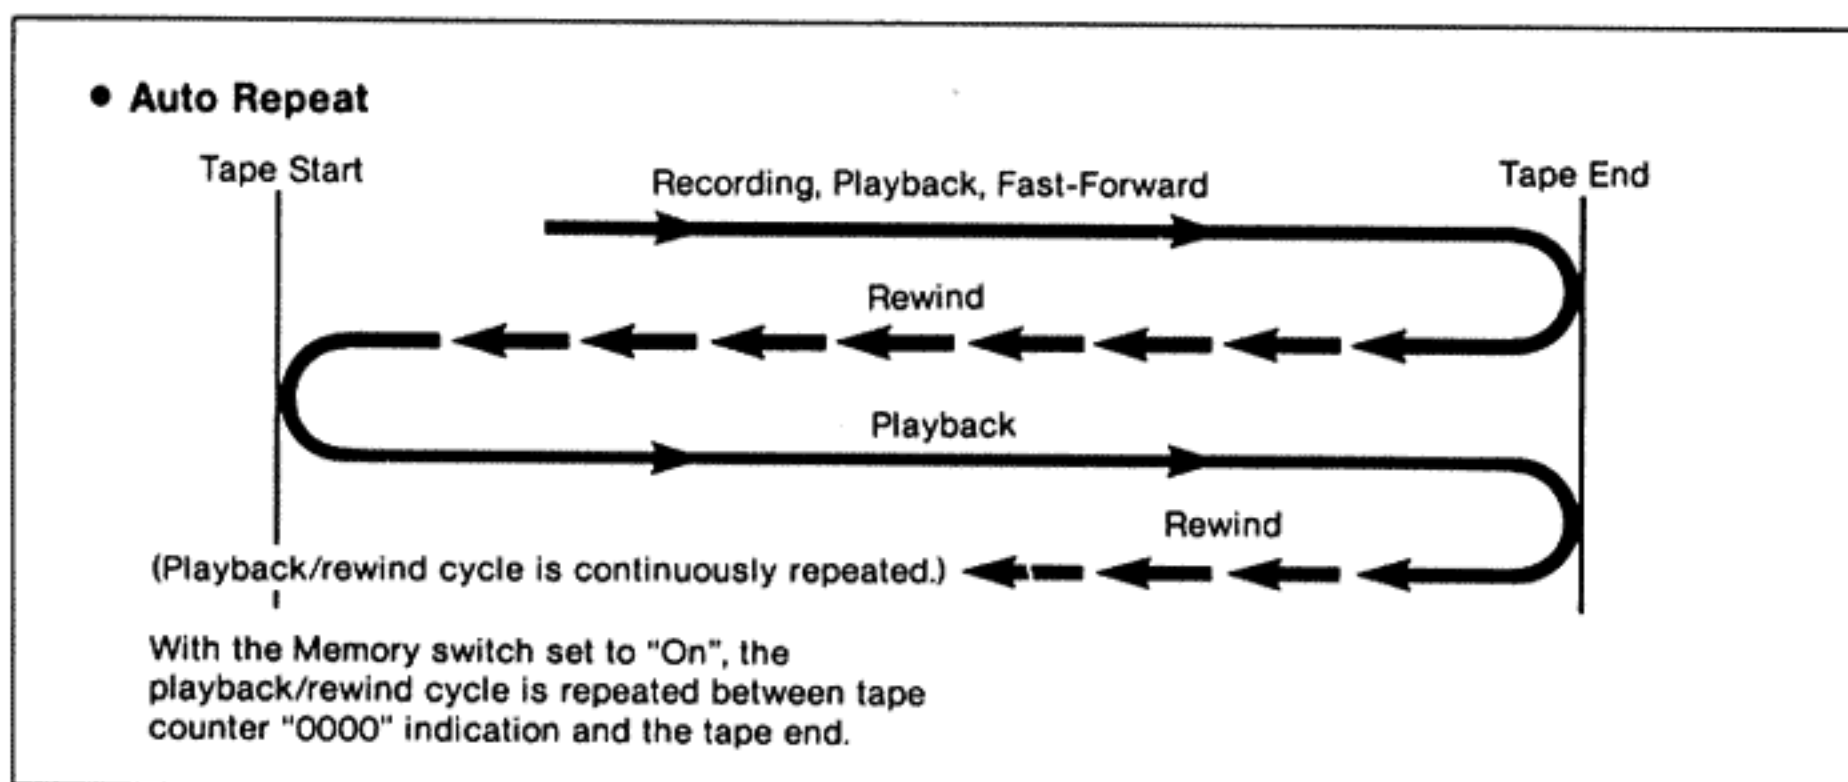 • Auto Repeat
Tape Start
Recording, Playback, Fast-Forward
Tape End
Rewind
Playback
Rewind
(Playback/rewind cycle is continuously repeated.)
With the Memory switch set to "On", the
playback/rewind cycle is repeated between tape
counter "0000" indication and the tape end.